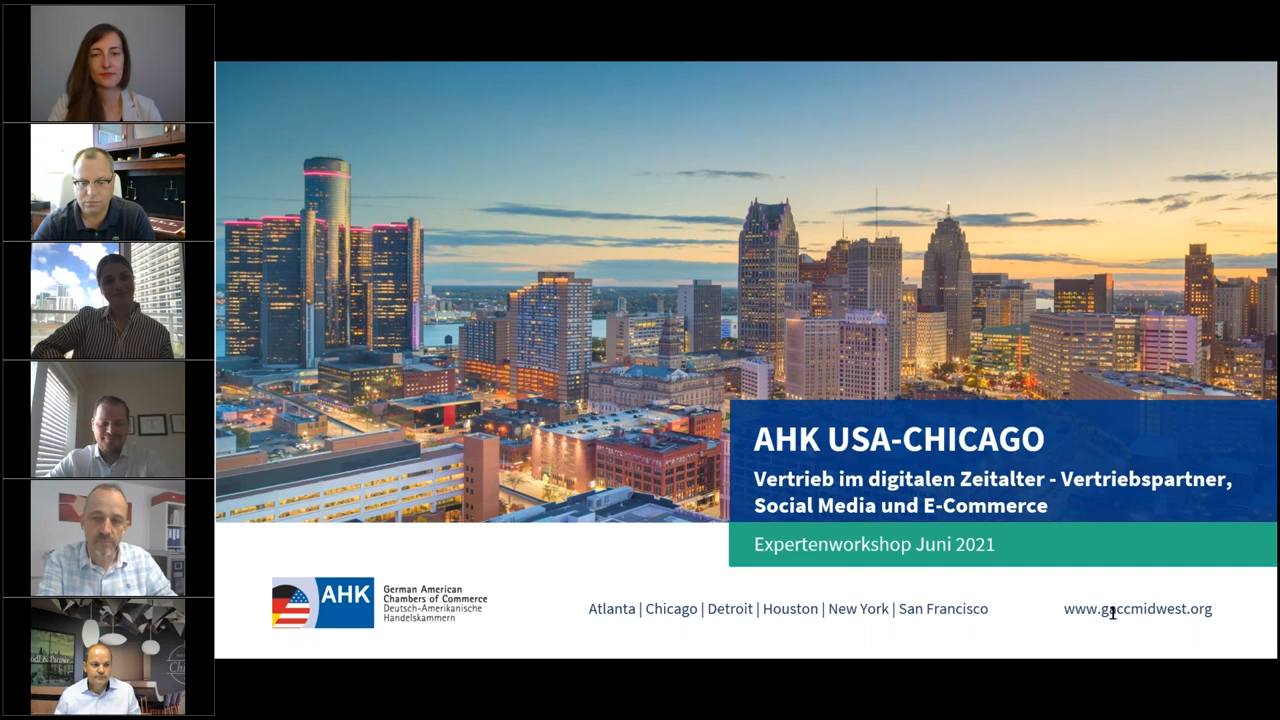 AHK USA-CHICAGO
Vertrieb im digitalen Zeitalter - Vertriebspartner,
Social Media und E-Commerce
Expertenworkshop Juni 2021
AHK
German American
Chambers of Commerce
Deutsch-Amerikanische
Handelskammern
Atlanta | Chicago | Detroit | Houston | New York | San Francisco
www.gaccmidwest.org
& Partner